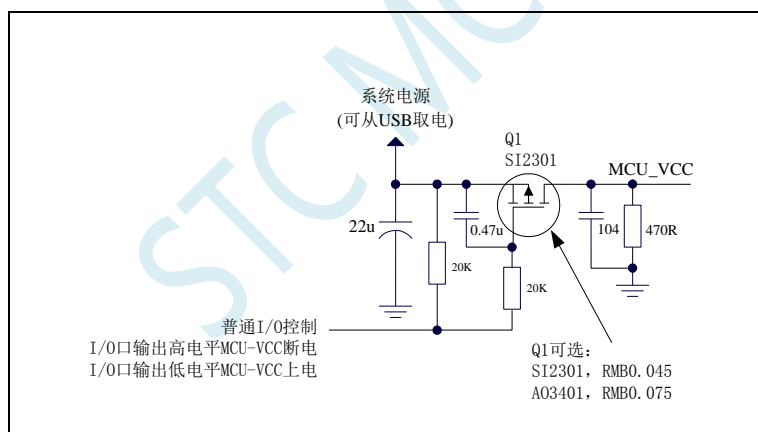 STC MC
系统电源
(可从USB取电)
Q1
SI2301
MCU_VCC
22u
0.47u
104
470R
20K
20K
普通I/O控制
I/O口输出高电平MCU-VCC断电
I/O口输出低电平MCU-VCC上电
Q1可选：
SI2301, RMB0.045
AO3401, RMB0.075